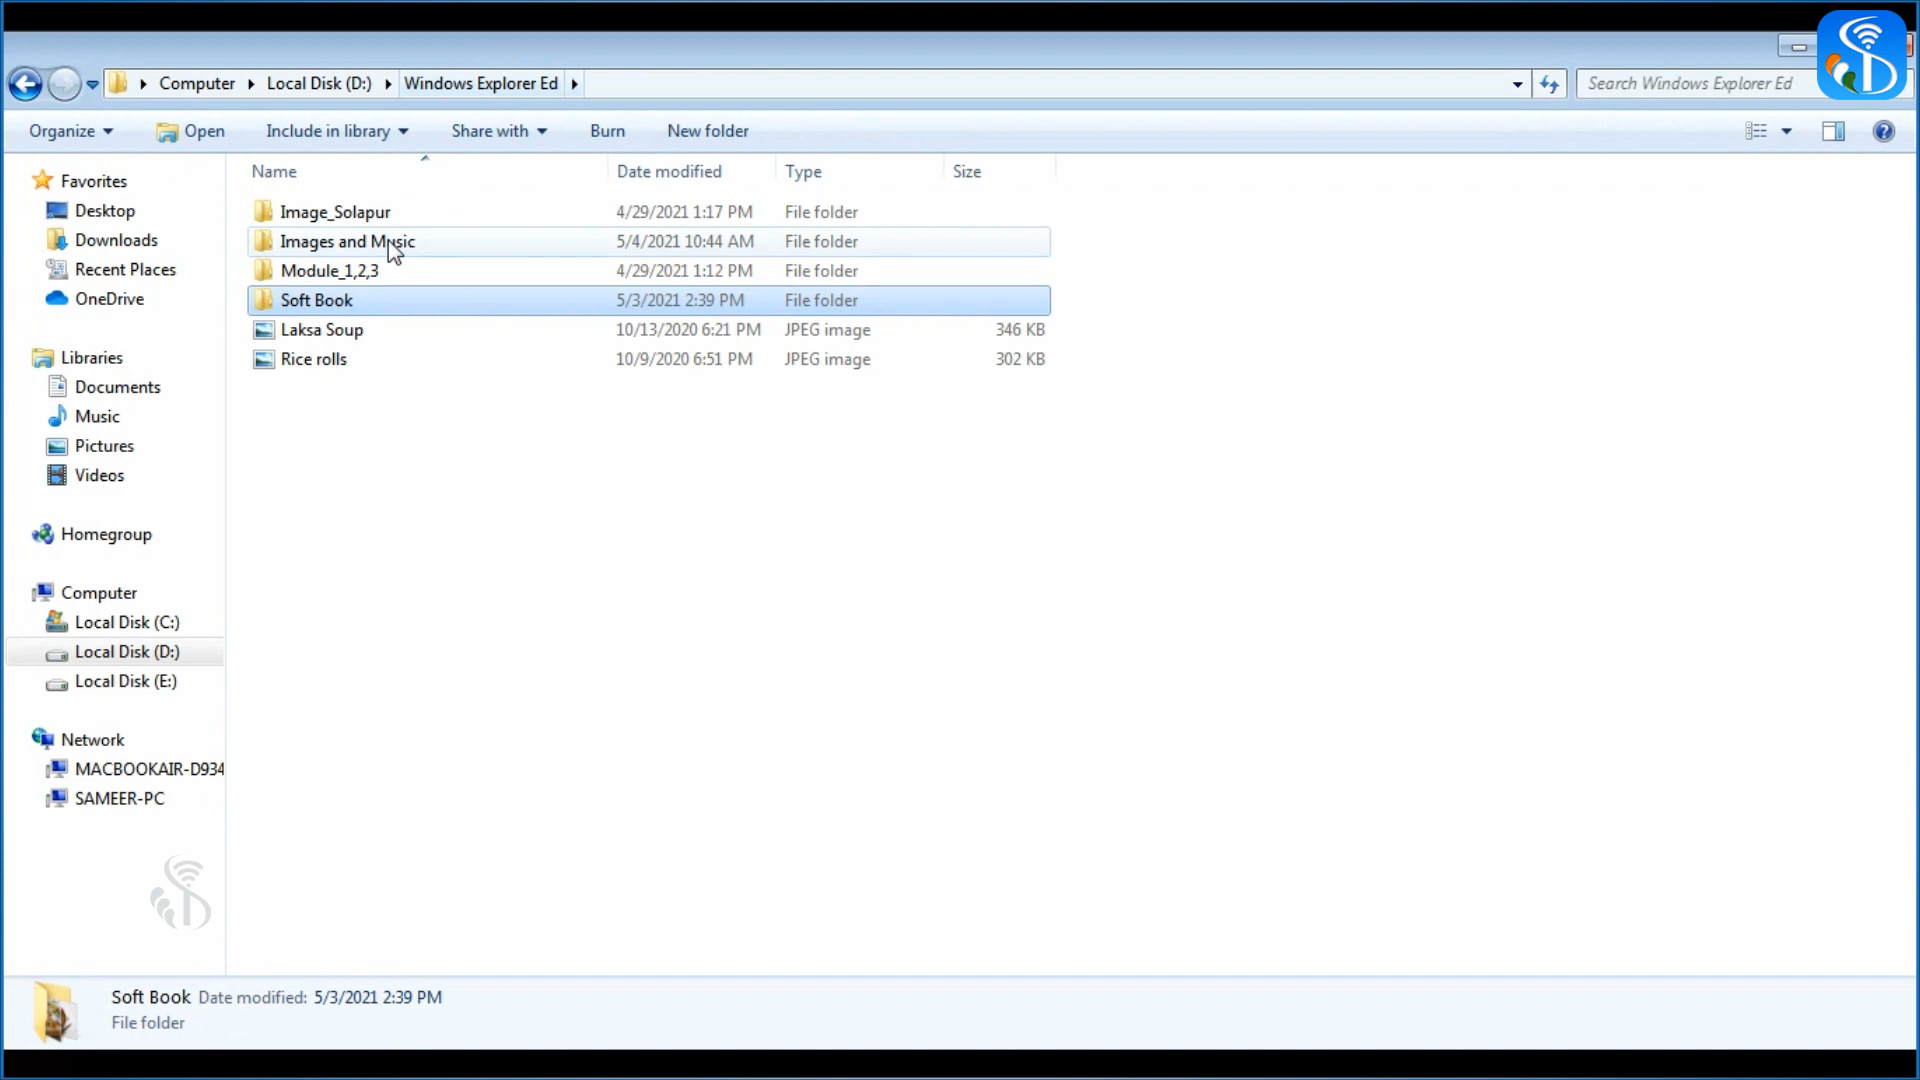 Computer Local Disk (D:) Windows Explorer Ed Search Windows Explorer Ed
Organize Open Include in library Share with Burn New folder
Name Date modified Type Size
Favorites
Desktop
Downloads
Recent Places
OneDrive
Libraries
Documents
Music
Pictures
Videos
Homegroup
Computer
Local Disk (C:)
Local Disk (D:)
Local Disk (E:)
Network
MACBOOKAIR-D934
SAMEER-PC
Image_Solapur 4/29/2021 1:17 PM File folder
Images and Music 5/4/2021 10:44 AM File folder
Module_1,2,3 4/29/2021 1:12 PM File folder
Soft Book 5/3/2021 2:39 PM File folder
Laksa Soup 10/13/2020 6:21 PM JPEG image 346 KB
Rice rolls 10/9/2020 6:51 PM JPEG image 302 KB
Soft Book Date modified: 5/3/2021 2:39 PM
File folder